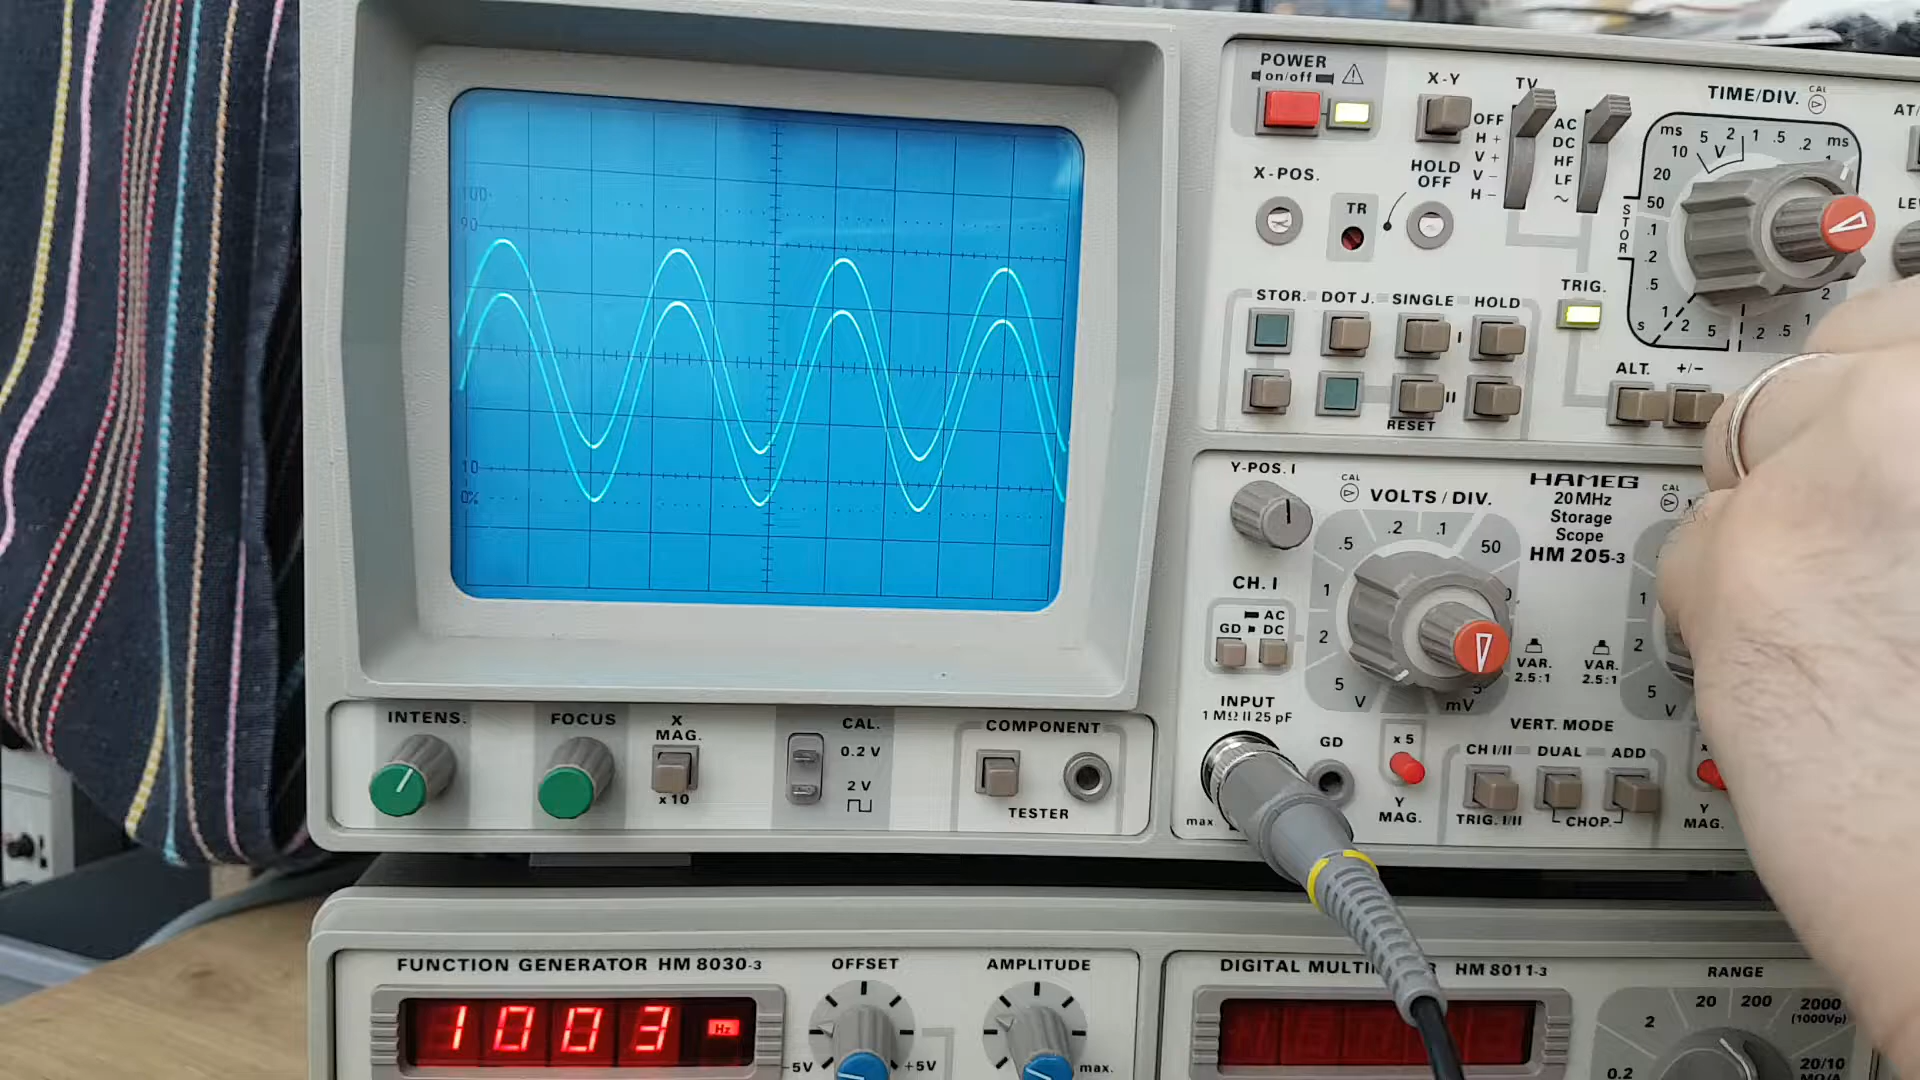 POWER
on/off
X-Y
TV
TIME/DIV.
CAL
AT/
OFF
H +
V +
V -
H -
AC
DC
HF
LF
~
ms 5 2 1 .5 .2 ms
10 V .1
20
50
.1
.2
.5
1
s 2 5 .2 .5 1 2
STOR
X-POS.
HOLD
OFF
TR
LE
TRIG.
STOR. DOT J. SINGLE HOLD
I
II
RESET
ALT. +/-
100
90
10
0%
Y-POS. I
CAL
VOLTS / DIV.
HAMEG
20 MHz
Storage
Scope
HM 205-3
CAL
.5 .2 .1 50
1
2
5 V
5
mV
CH. I
AC
GD DC
VAR.
2.5:1
VAR.
2.5:1
1
2
5
V
INPUT
1 MΩ II 25 pF
GD
max
x 5
Y
MAG.
VERT. MODE
CH I/II DUAL ADD
TRIG. I/II CHOP.
Y
MAG.
INTENS.
FOCUS
X
MAG.
x 10
CAL.
0.2 V
2 V
COMPONENT
TESTER
FUNCTION GENERATOR HM 8030-3
OFFSET
AMPLITUDE
1003 Hz
-5V +5V
max.
DIGITAL MULTI HM 8011-3
RANGE
20 200 2000
(1000Vp)
2
0.2
20/10